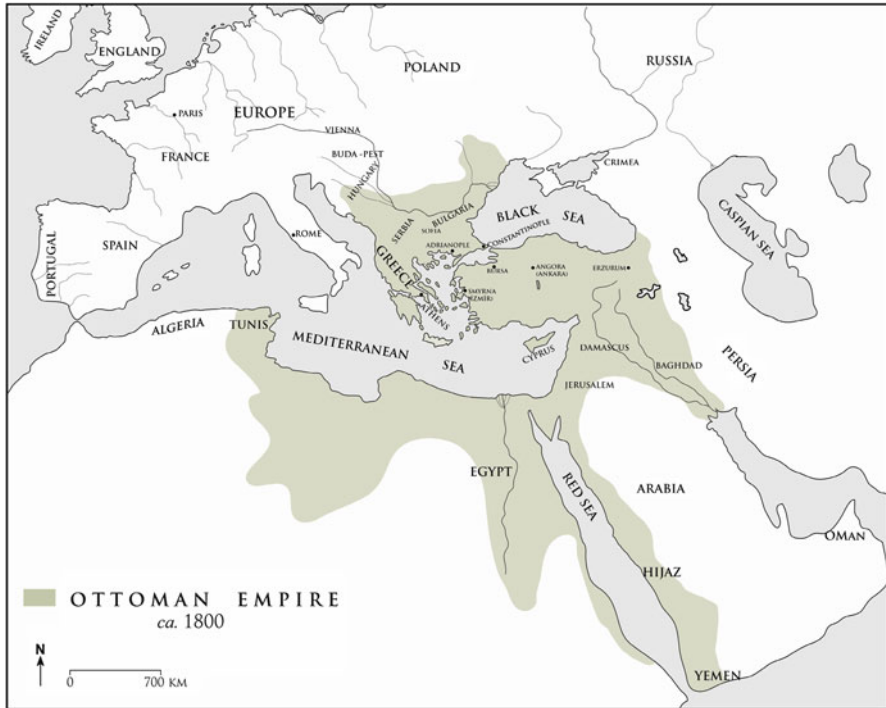 IRELAND
ENGLAND
POLAND
RUSSIA
PARIS
EUROPE
VIENNA
FRANCE
BUDA-PEST
HUNGARY
CRIMEA
CASPIAN SEA
PORTUGAL
SPAIN
ROME
SERBIA
SOFIA
BULGARIA
BLACK SEA
ADRIANOPLE
CONSTANTINOPLE
GREECE
BURSA
ANGORA
(ANKARA)
ERZURUM
SMYRNA
(IZMIR)
ATHENS
ALGERIA
TUNIS
MEDITERRANEAN
SEA
CYPRUS
DAMASCUS
BAGHDAD
PERSIA
JERUSALEM
EGYPT
RED SEA
ARABIA
OMAN
HIJAZ
YEMEN
OTTOMAN EMPIRE
ca. 1800
N
0 700 KM